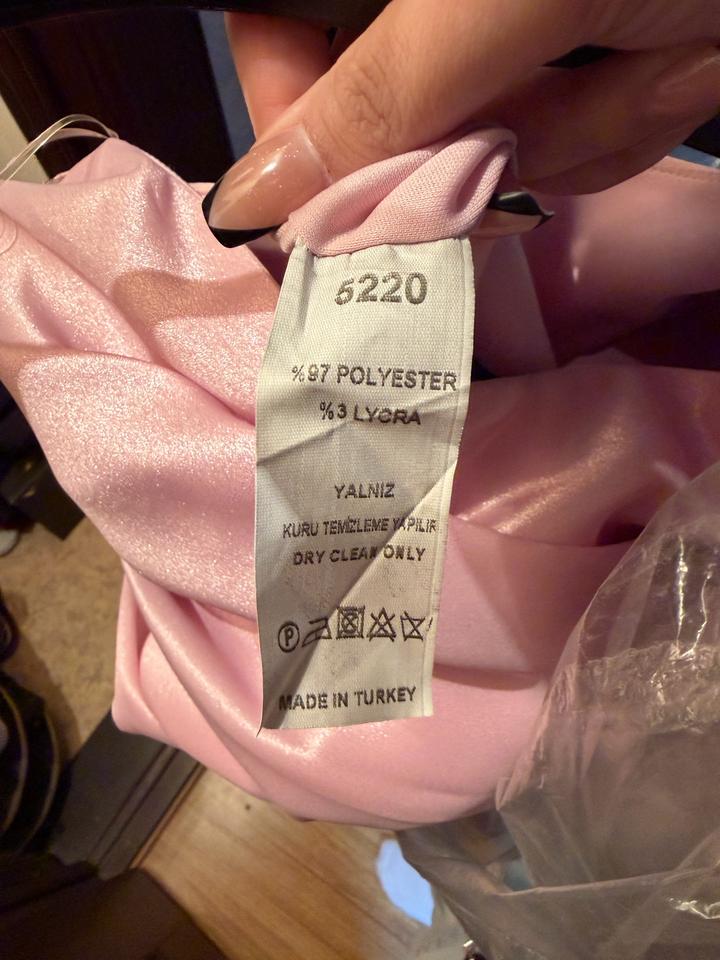 5220
%97 POLYESTER
%3 LYCRA
YALNIZ
KURU TEMİZLEME YAPILIR
DRY CLEAN ONLY
P
MADE IN TURKEY